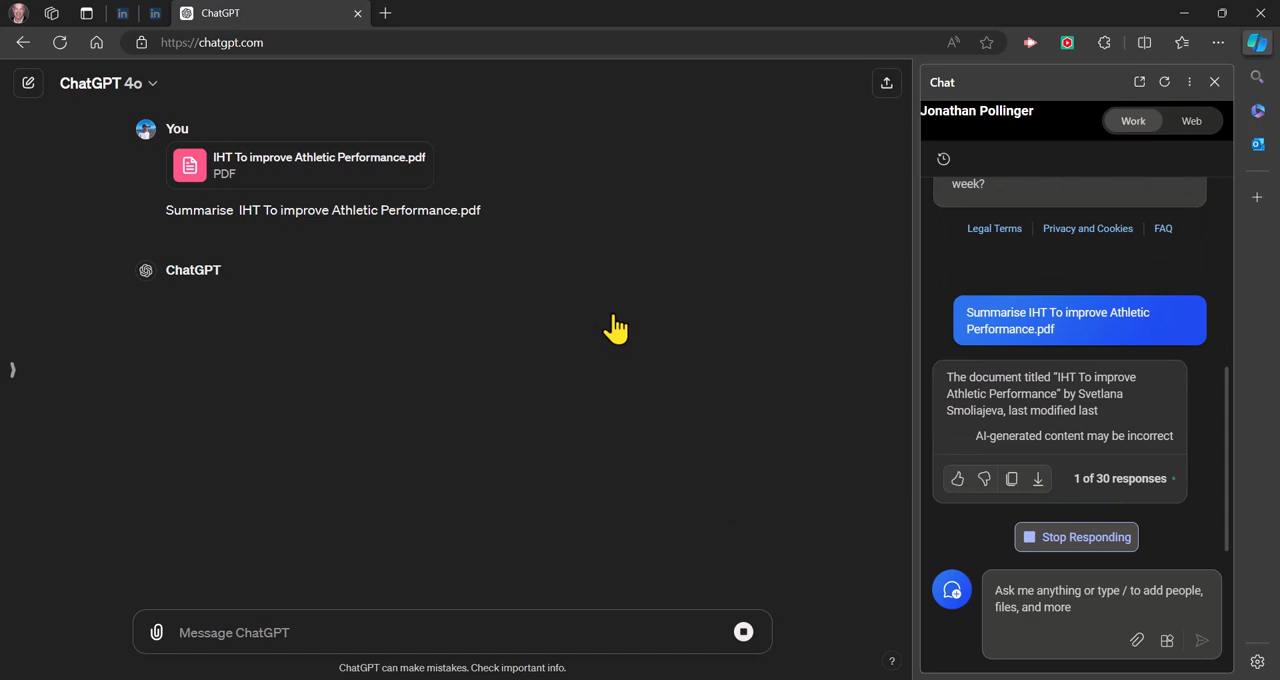 ChatGPT
https://chatgpt.com
ChatGPT 4o
You
IHT To improve Athletic Performance.pdf
PDF
Summarise IHT To improve Athletic Performance.pdf
ChatGPT
Message ChatGPT
ChatGPT can make mistakes. Check important info.
?
Chat
Jonathan Pollinger
Work
Web
week?
Legal Terms
Privacy and Cookies
FAQ
Summarise IHT To improve Athletic
Performance.pdf
The document titled “IHT To improve
Athletic Performance” by Svetlana
Smoliajeva, last modified last
AI-generated content may be incorrect
1 of 30 responses
Stop Responding
Ask me anything or type / to add people,
files, and more